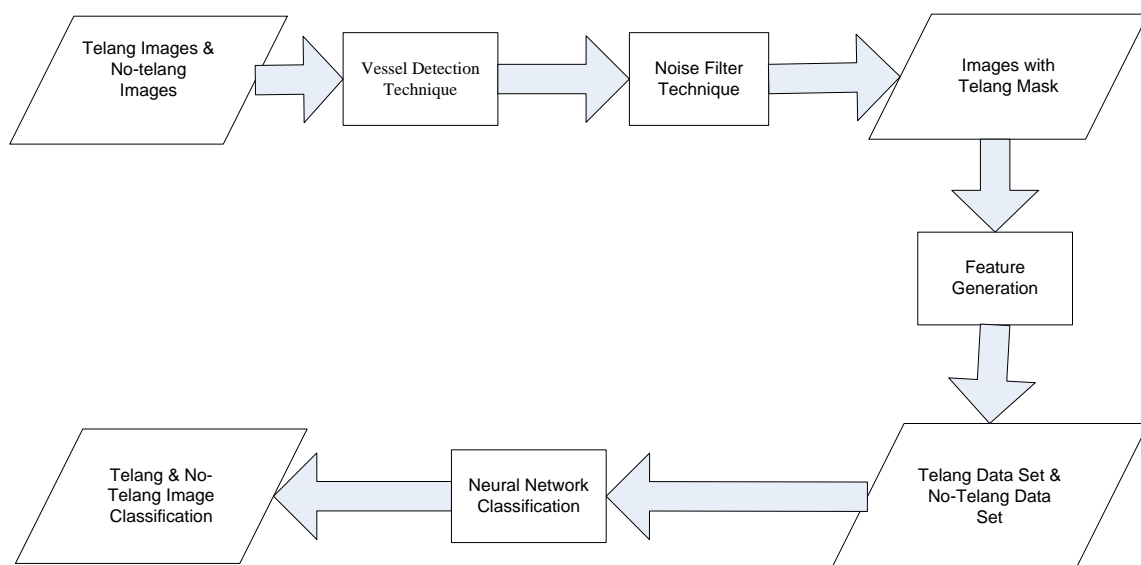 Telang Images &
No-telang
Images
Vessel Detection
Technique
Noise Filter
Technique
Images with
Telang Mask
Feature
Generation
Telang Data Set &
No-Telang Data
Set
Neural Network
Classification
Telang & No-
Telang Image
Classification